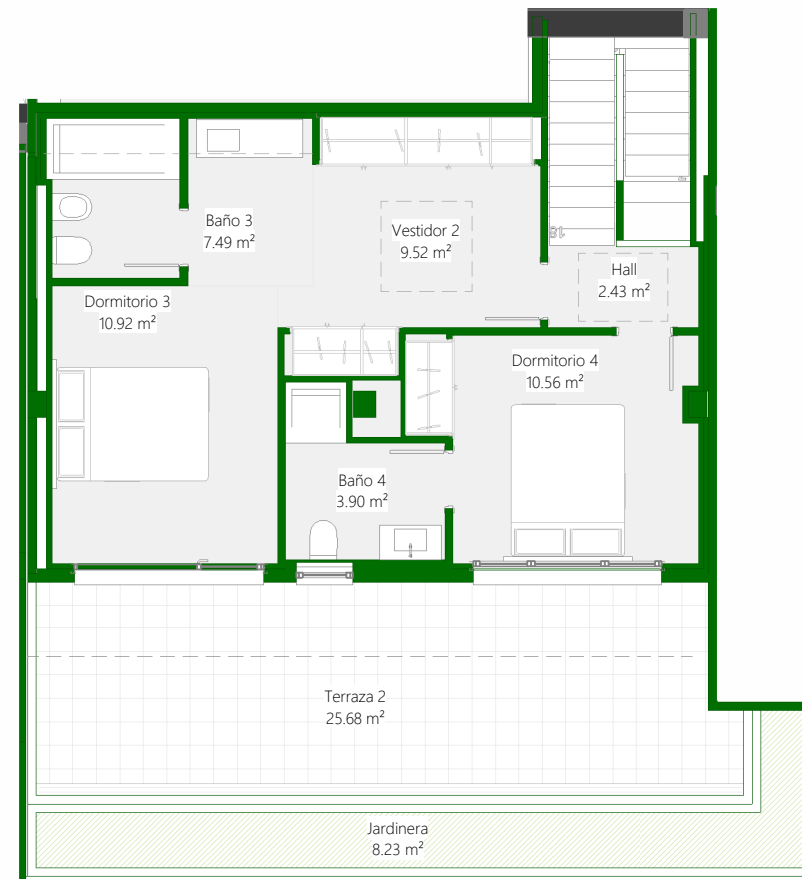 Baño 3
7.49 m²
Vestidor 2
9.52 m²
18
Hall
2.43 m²
Dormitorio 3
10.92 m²
Dormitorio 4
10.56 m²
Baño 4
3.90 m²
Terraza 2
25.68 m²
Jardinera
8.23 m²